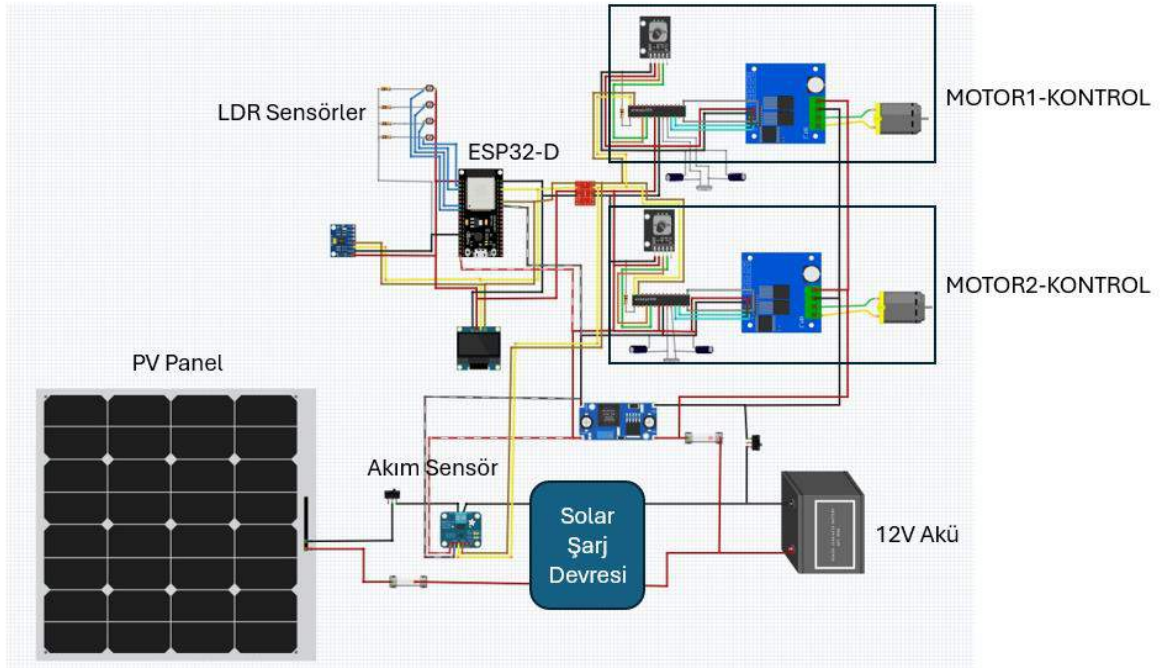 MOTOR1-KONTROL
LDR Sensörler
ESP32-D
MOTOR2-KONTROL
PV Panel
Akım Sensör
Solar
Şarj
Devresi
12V Akü